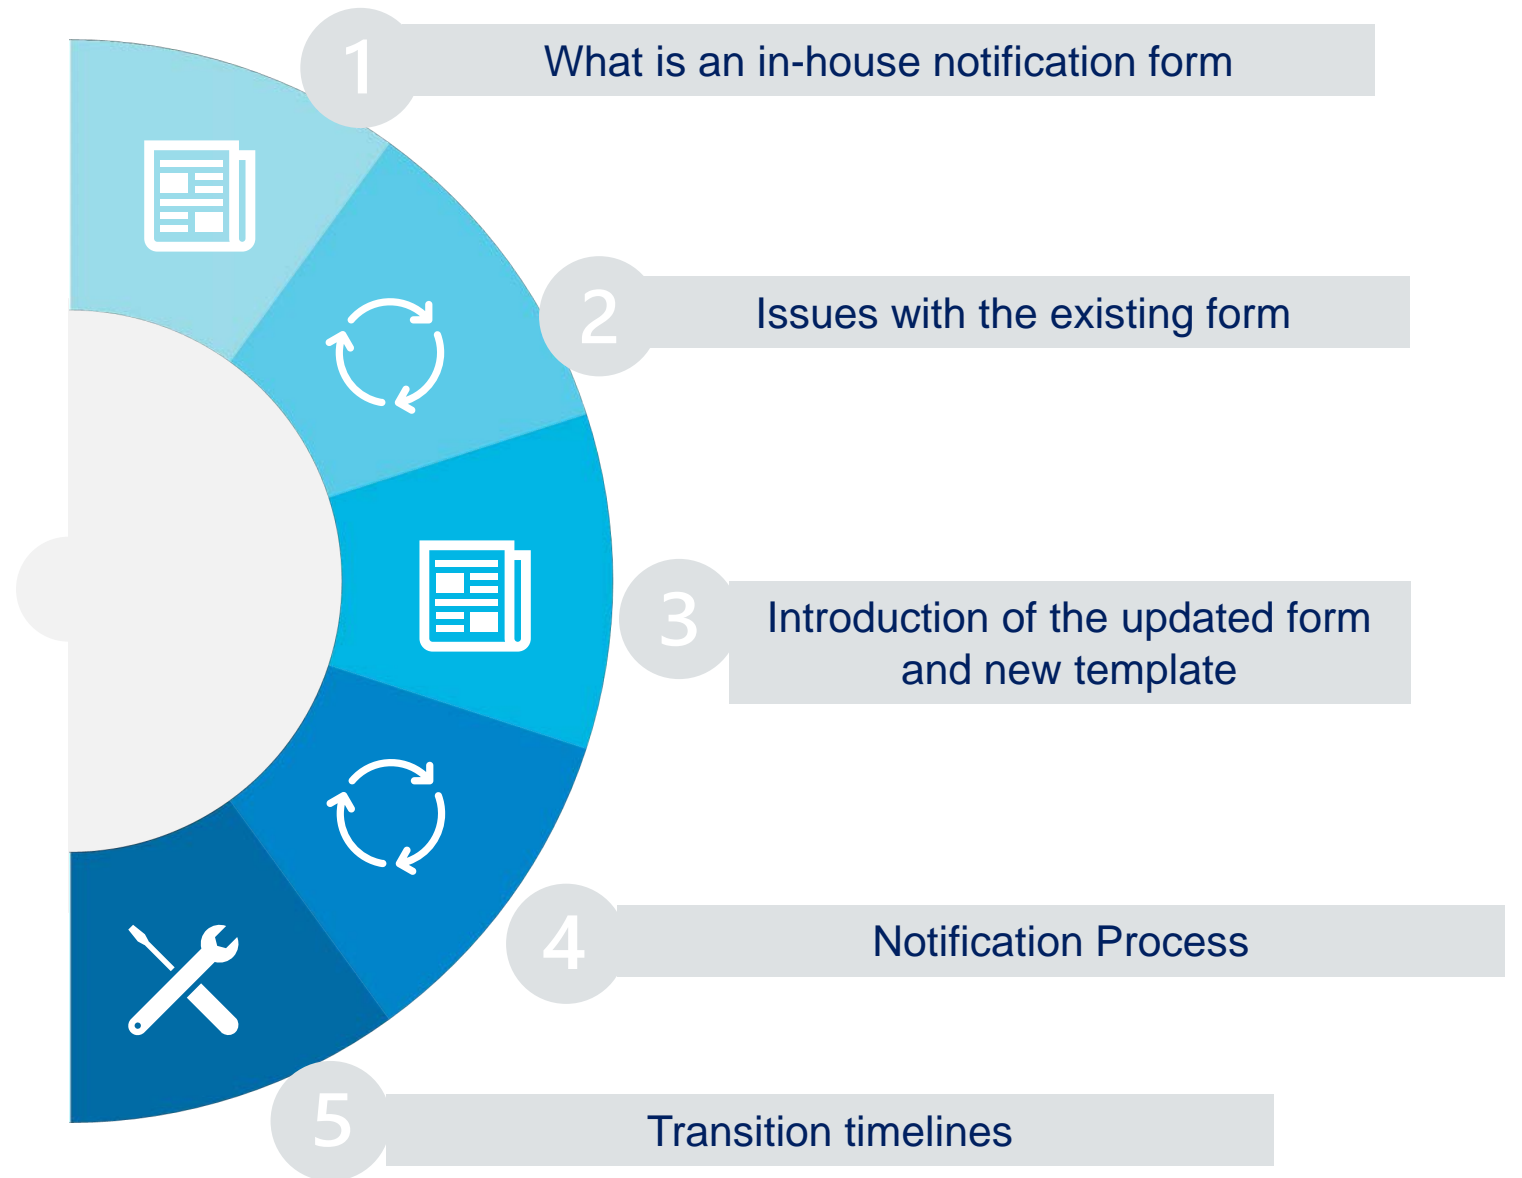 1
What is an in-house notification form
2
Issues with the existing form
3
Introduction of the updated form
and new template
4
Notification Process
5
Transition timelines